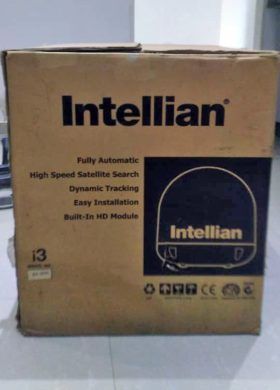 Intellian®
Fully Automatic
High Speed Satellite Search
Dynamic Tracking
Easy Installation
Built-In HD Module
Intellian
i3